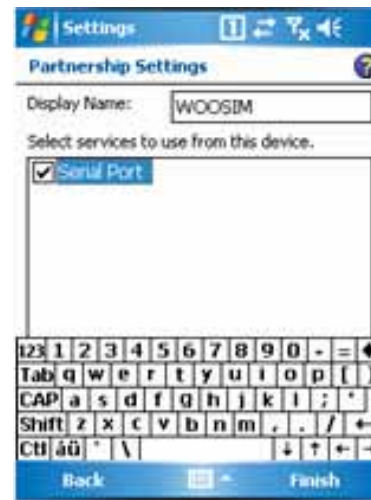 Settings
Partnership Settings
Display Name: WOOSIM
Select services to use from this device.
Serial Port
123 1 2 3 4 5 6 7 8 9 0 - =
Tab q w e r t y u i o p [ ]
CAP a s d f g h j k l ; '
Shift z x c v b n m , . /
Ctl áü ` \
Back Finish